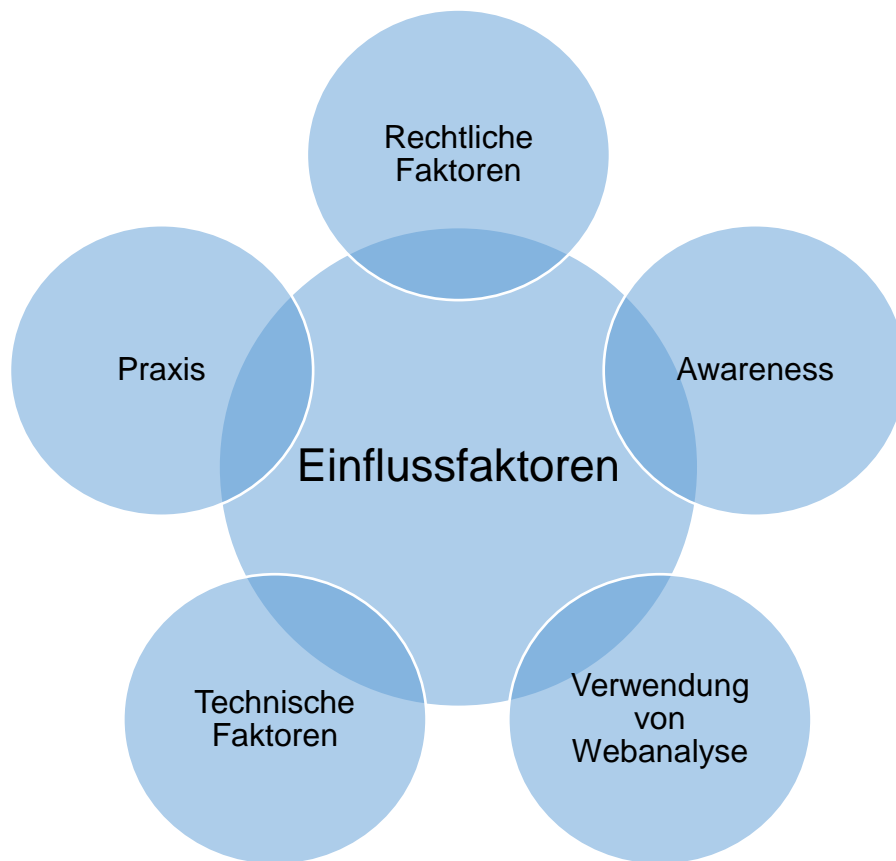 Rechtliche
Faktoren
Praxis
Awareness
Einflussfaktoren
Technische
Faktoren
Verwendung
von
Webanalyse